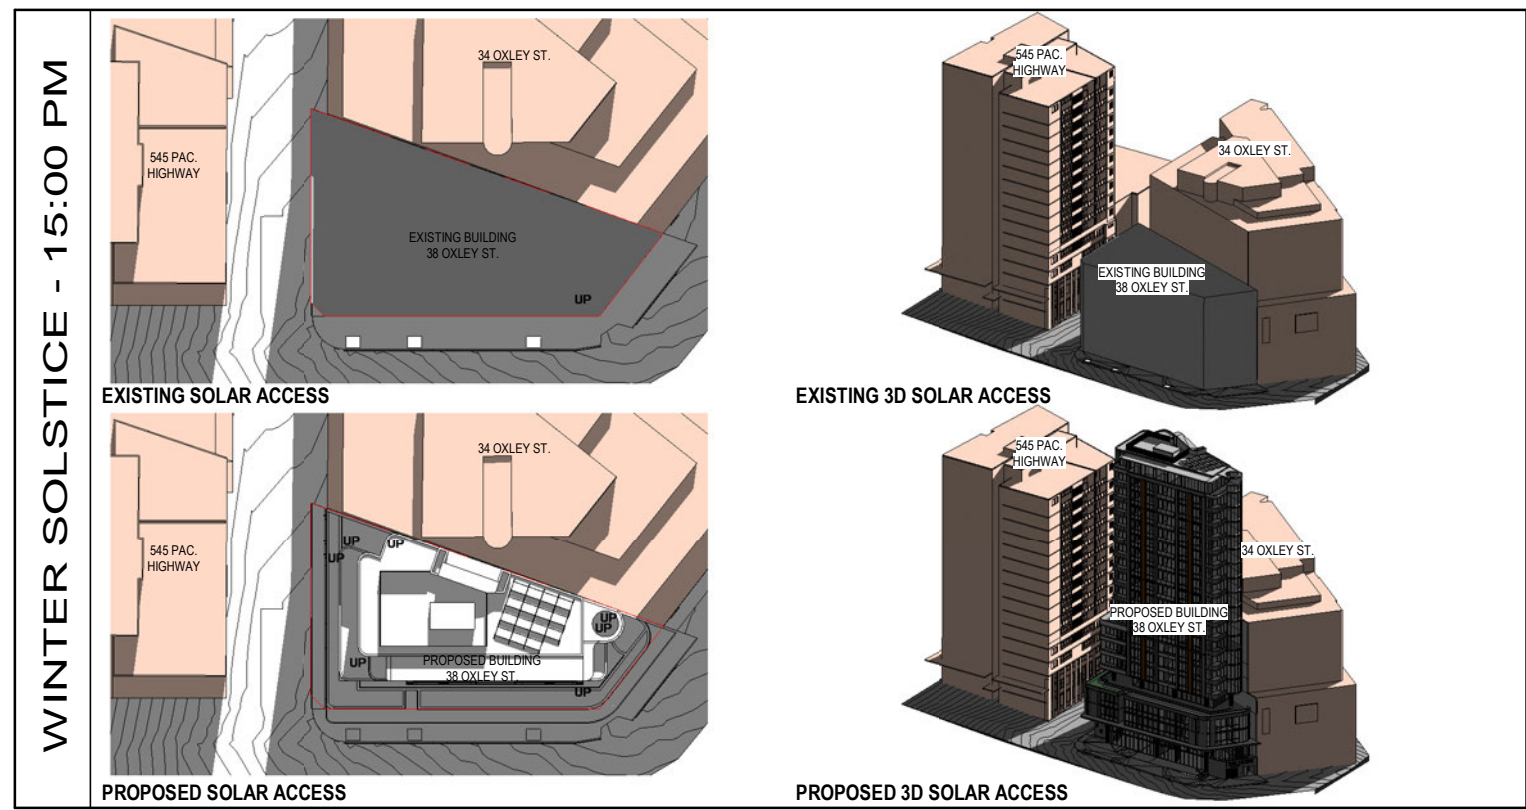 WINTER SOLSTICE - 15:00 PM
34 OXLEY ST.
545 PAC.
HIGHWAY
EXISTING BUILDING
38 OXLEY ST.
UP
EXISTING SOLAR ACCESS
545 PAC.
HIGHWAY
34 OXLEY ST.
EXISTING BUILDING
38 OXLEY ST.
EXISTING 3D SOLAR ACCESS
34 OXLEY ST.
545 PAC.
HIGHWAY
UP
UP
UP
UP
UP
UP
PROPOSED BUILDING
38 OXLEY ST.
UP
PROPOSED SOLAR ACCESS
545 PAC.
HIGHWAY
34 OXLEY ST.
PROPOSED BUILDING
38 OXLEY ST.
PROPOSED 3D SOLAR ACCESS